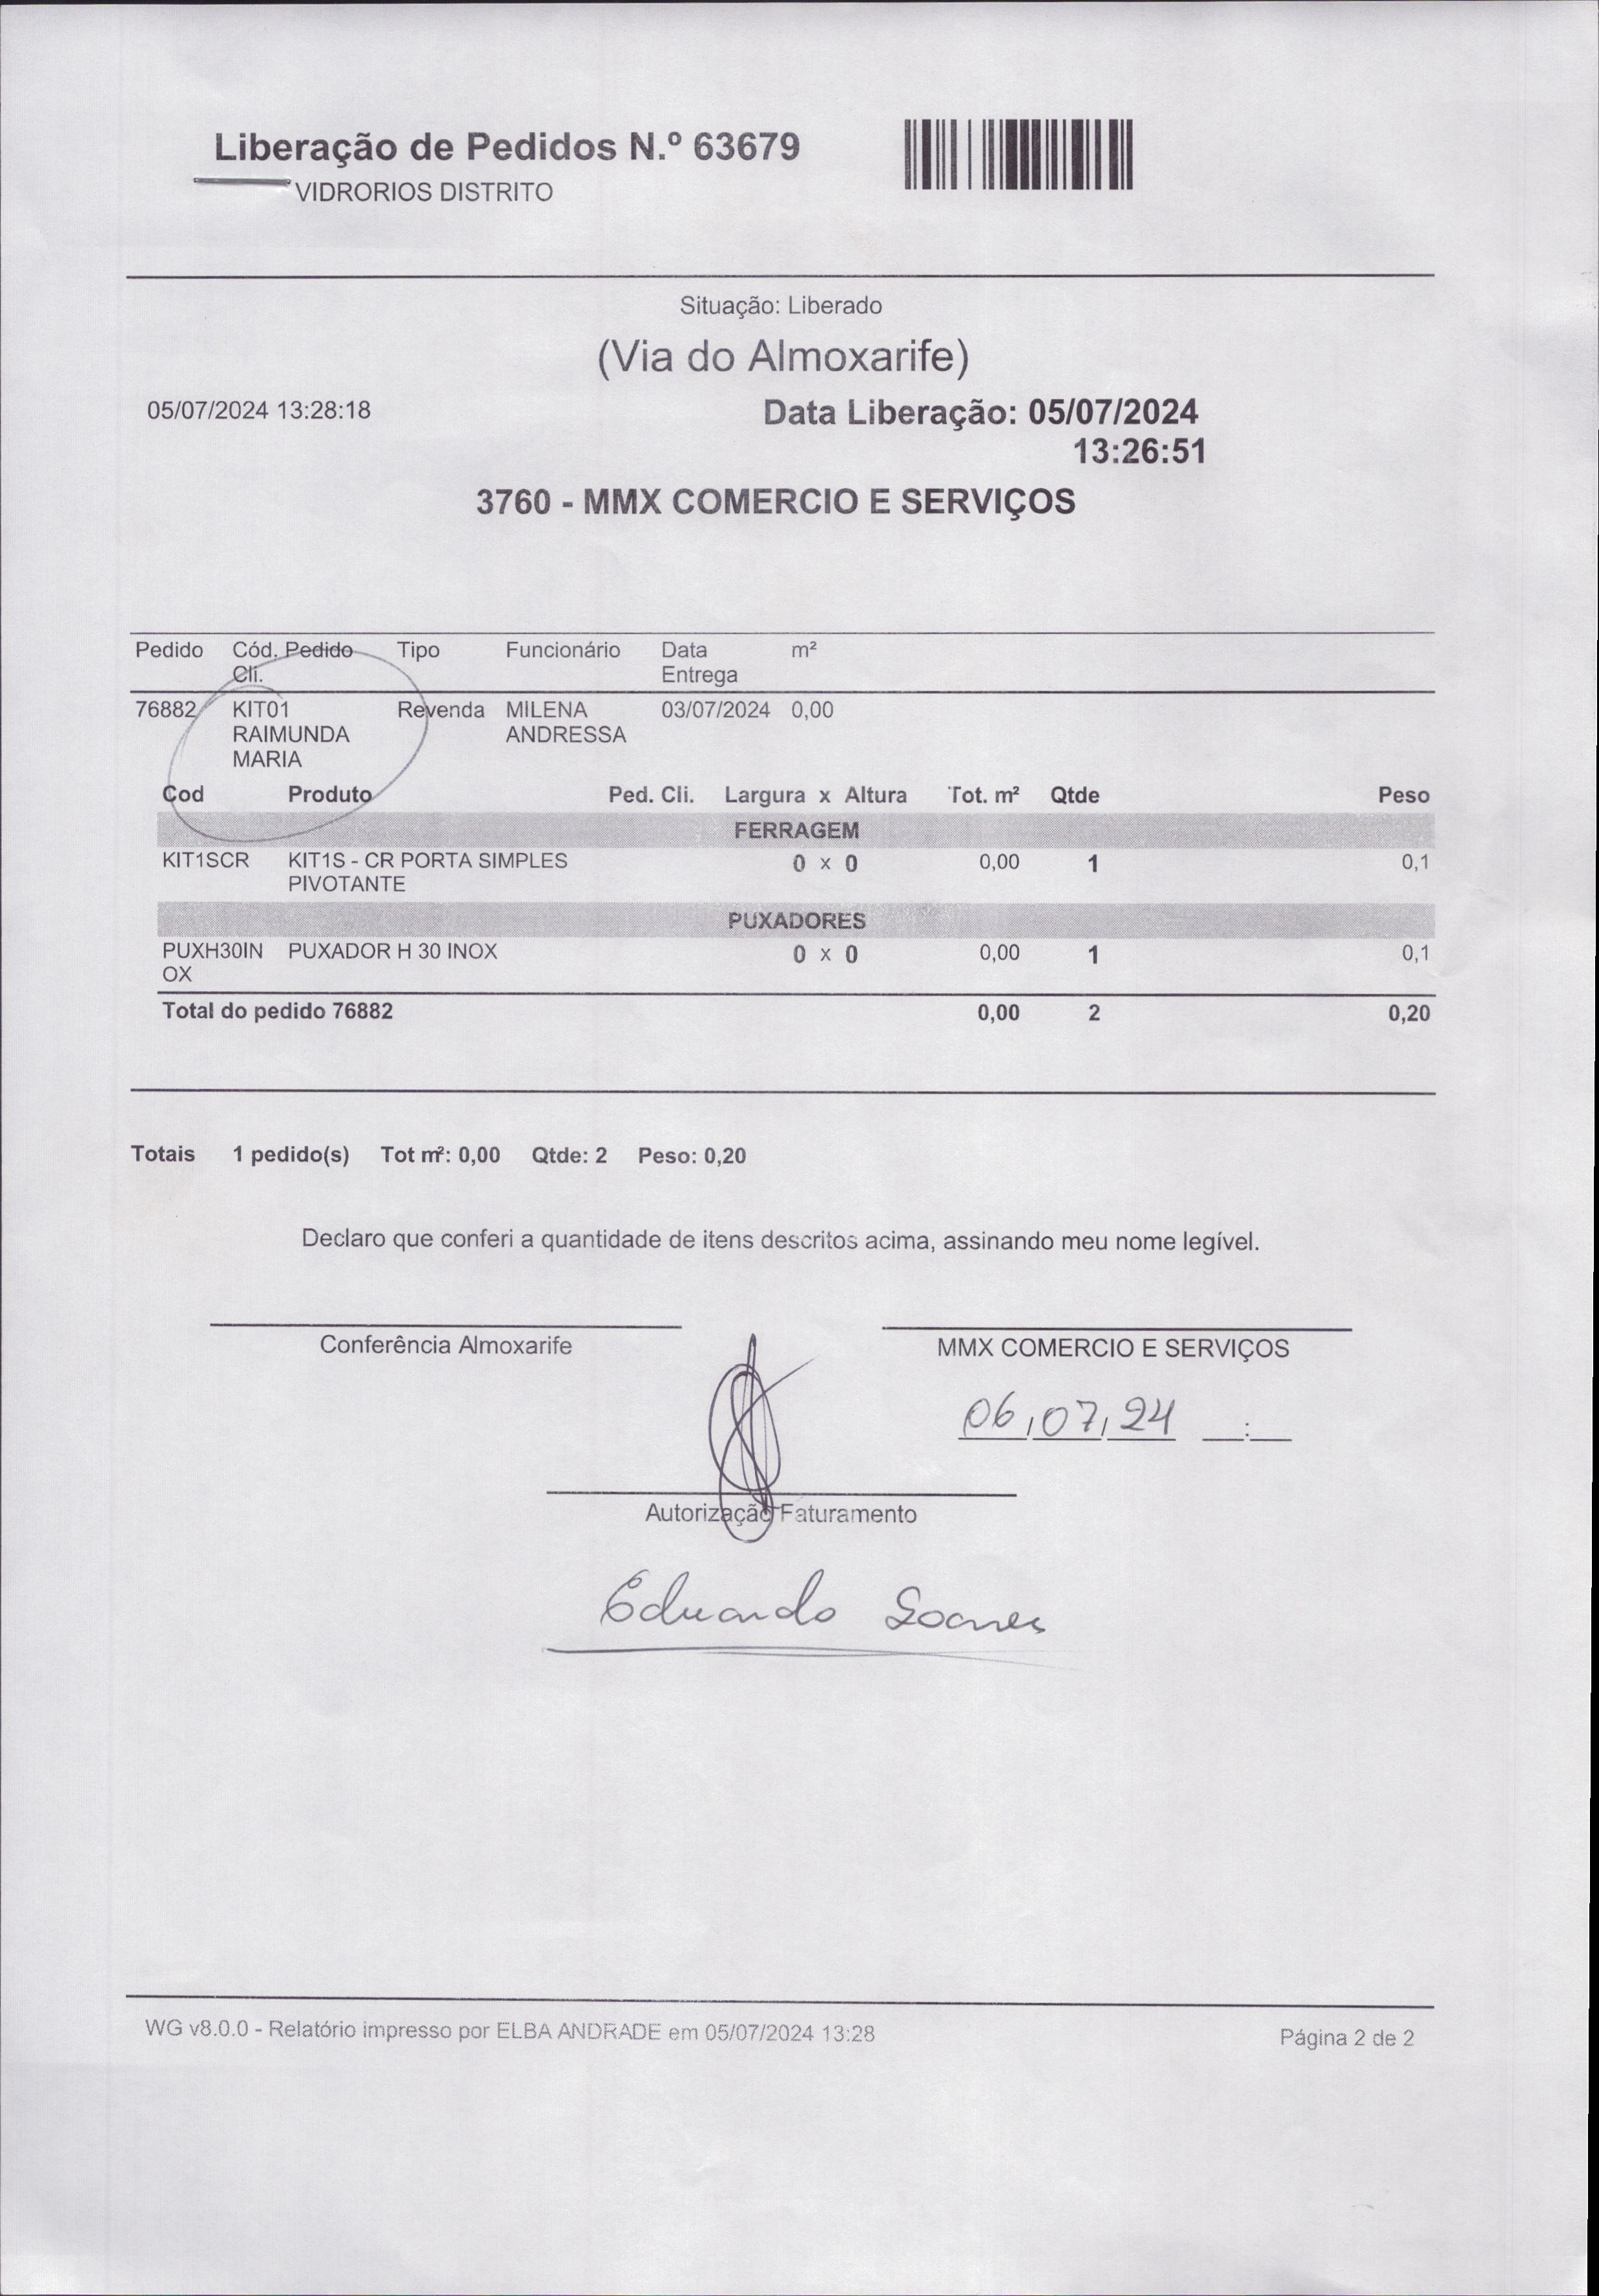 Liberação de Pedidos N.º 63679
VIDRORIOS DISTRITO
Situação: Liberado
(Via do Almoxarife)
05/07/2024 13:28:18
Data Liberação: 05/07/2024
13:26:51
3760 - MMX COMERCIO E SERVIÇOS
Pedido Cód. Pedido Tipo Funcionário Data m²
Cli. Entrega
76882 KIT01 Revenda MILENA 03/07/2024 0,00
RAIMUNDA ANDRESSA
MARIA
Cod Produto Ped. Cli. Largura x Altura Tot. m² Qtde Peso
FERRAGEM
KIT1SCR KIT1S - CR PORTA SIMPLES 0 x 0 0,00 1 0,1
PIVOTANTE
PUXADORES
PUXH30IN PUXADOR H 30 INOX 0 x 0 0,00 1 0,1
OX
Total do pedido 76882 0,00 2 0,20
Totais 1 pedido(s) Tot m²: 0,00 Qtde: 2 Peso: 0,20
Declaro que conferi a quantidade de itens descritos acima, assinando meu nome legível.
Conferência Almoxarife
MMX COMERCIO E SERVIÇOS
06/07/24 __:__
Autorização Faturamento
Eduardo Soares
WG v8.0.0 - Relatório impresso por ELBA ANDRADE em 05/07/2024 13:28
Página 2 de 2